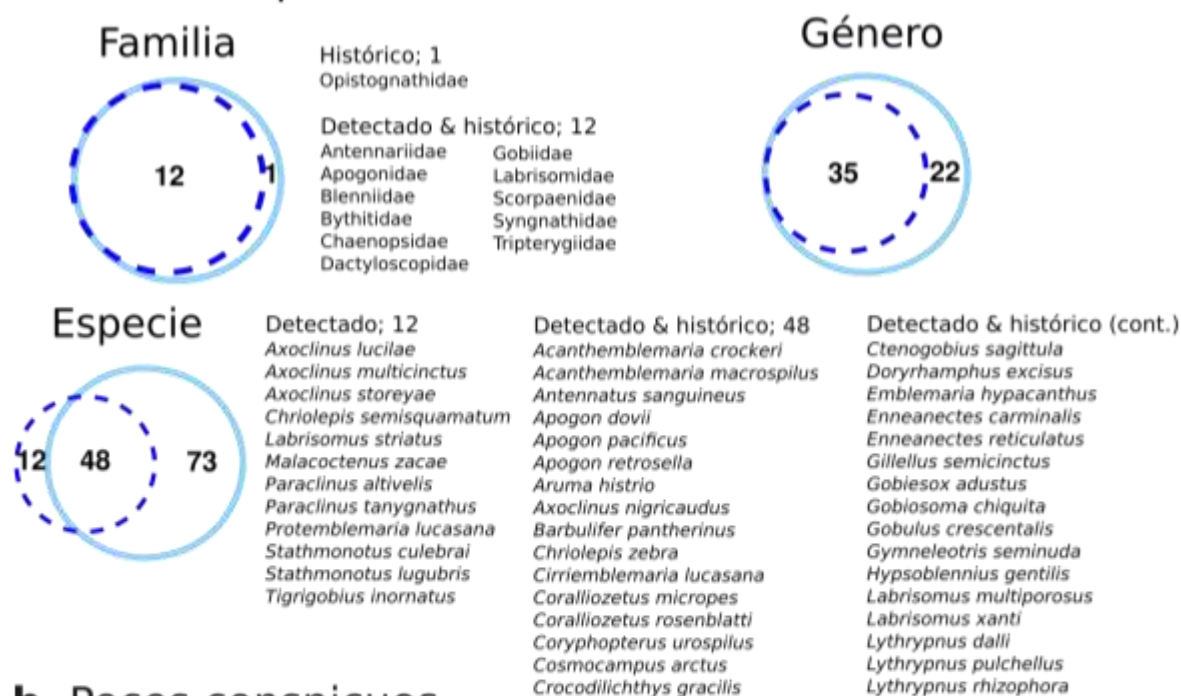 Familia
12
1
Histórico; 1
Opistognathidae
Detectado & histórico; 12
Antennariidae
Apogonidae
Blenniidae
Bythitidae
Chaenopsidae
Dactyloscopidae
Gobiidae
Labrisomidae
Scorpaenidae
Syngnathidae
Tripterygiidae
Género
35
22
Especie
12
48
73
Detectado; 12
Axoclinus lucilae
Axoclinus multicinctus
Axoclinus storeyae
Chriolepis semisquamatum
Labrisomus striatus
Malacoctenus zacae
Paraclinus altivelis
Paraclinus tanygnathus
Protemblemaria lucasana
Stathmonotus culebrai
Stathmonotus lugubris
Tigrigobius inornatus
Detectado & histórico; 48
Acanthemblemaria crockeri
Acanthemblemaria macrospilus
Antennatus sanguineus
Apogon dovii
Apogon pacificus
Apogon retrosella
Aruma histrio
Axoclinus nigricaudus
Barbulifer pantherinus
Chriolepis zebra
Cirriemblemaria lucasana
Coralliozetus micropes
Coralliozetus rosenblatti
Coryphopterus urospilus
Cosmocampus arctus
Crocodilichthys gracilis
Detectado & histórico (cont.)
Ctenogobius sagittula
Doryrhamphus excisus
Emblemaria hypacanthus
Enneanectes carminalis
Enneanectes reticulatus
Gillellus semicinctus
Gobiesox adustus
Gobiosoma chiquita
Gobulus crescentalis
Gymneleotris seminuda
Hypsoblennius gentilis
Labrisomus multiporosus
Labrisomus xanti
Lythrypnus dalli
Lythrypnus pulchellus
Lythrypnus rhizophora